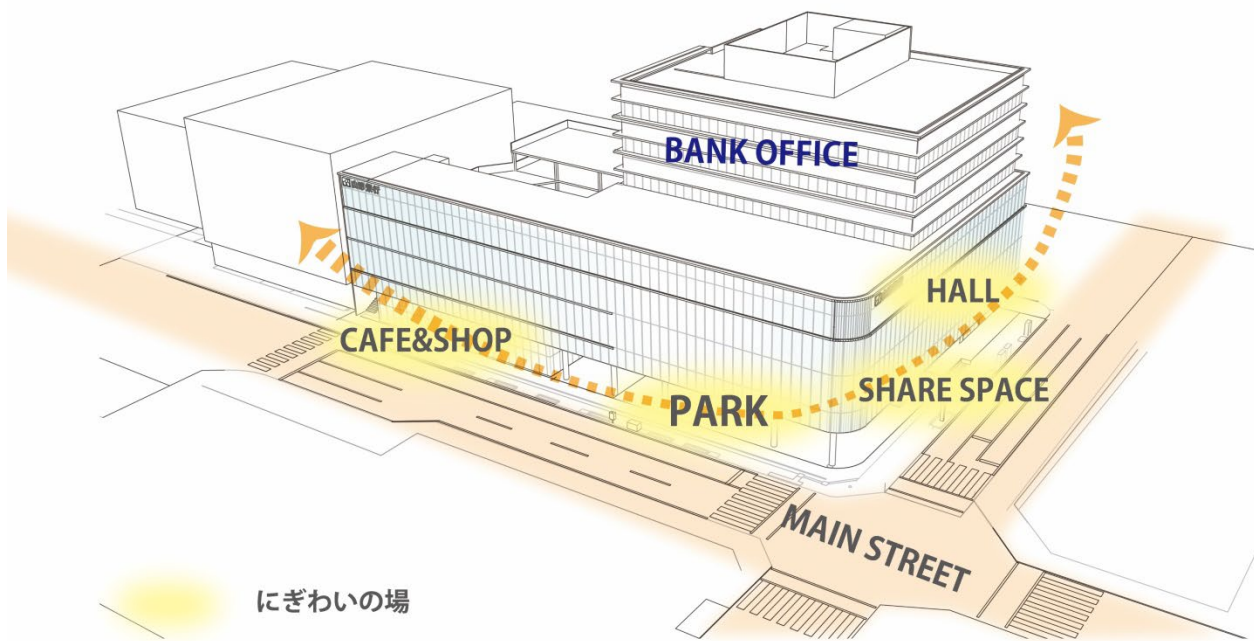 BANK OFFICE
HALL
CAFE&SHOP
SHARE SPACE
PARK
MAIN STREET
にぎわいの場